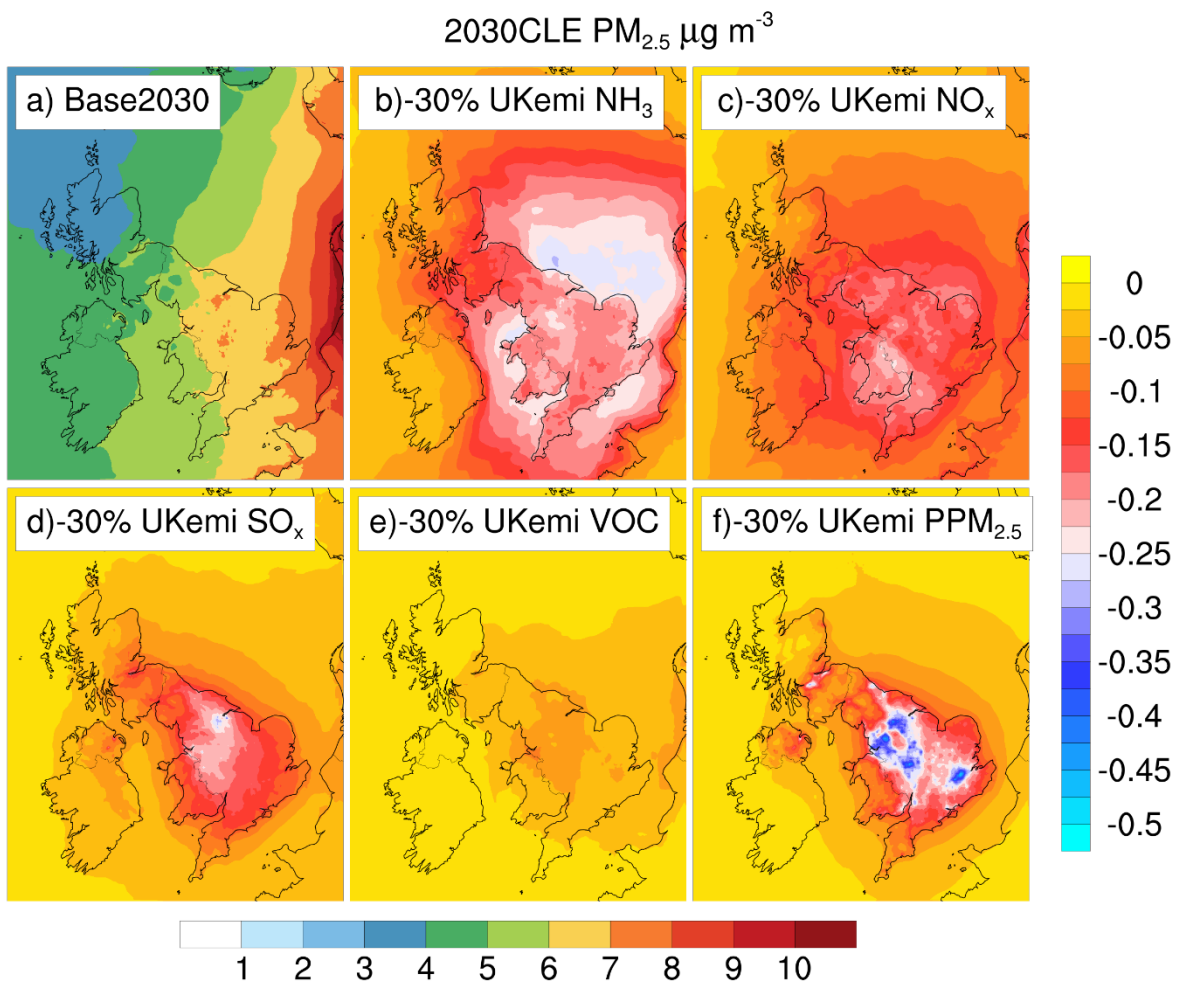 2030CLE PM2.5 μg m-3
a) Base2030
b)-30% UKemi NH3
c)-30% UKemi NOx
0
-0.05
-0.1
-0.15
-0.2
-0.25
-0.3
-0.35
-0.4
-0.45
-0.5
d)-30% UKemi SOx
e)-30% UKemi VOC
f)-30% UKemi PPM2.5
1 2 3 4 5 6 7 8 9 10